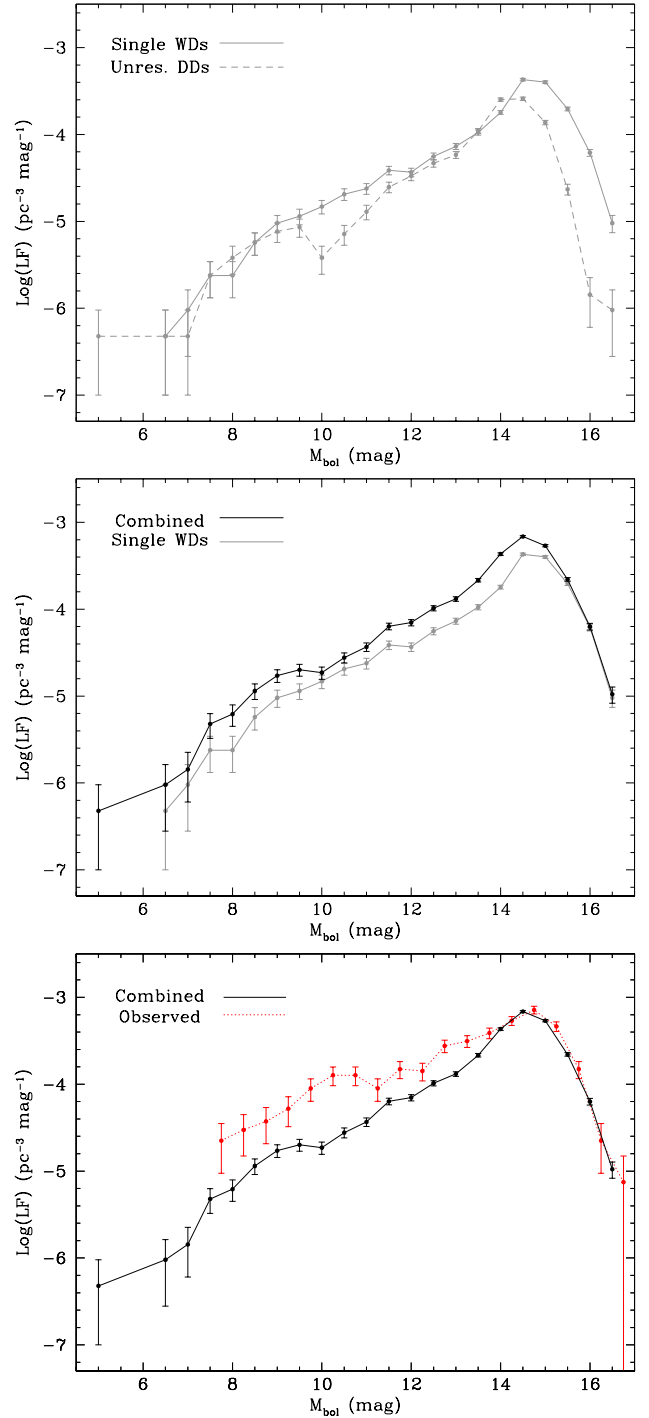 Single WDs
Unres. DDs
-3
-4
-5
-6
-7
Log(LF) (pc⁻³ mag⁻¹)
6 8 10 12 14 16
M_bol (mag)
Combined
Single WDs
-3
-4
-5
-6
-7
Log(LF) (pc⁻³ mag⁻¹)
6 8 10 12 14 16
M_bol (mag)
Combined
Observed
-3
-4
-5
-6
-7
Log(LF) (pc⁻³ mag⁻¹)
6 8 10 12 14 16
M_bol (mag)